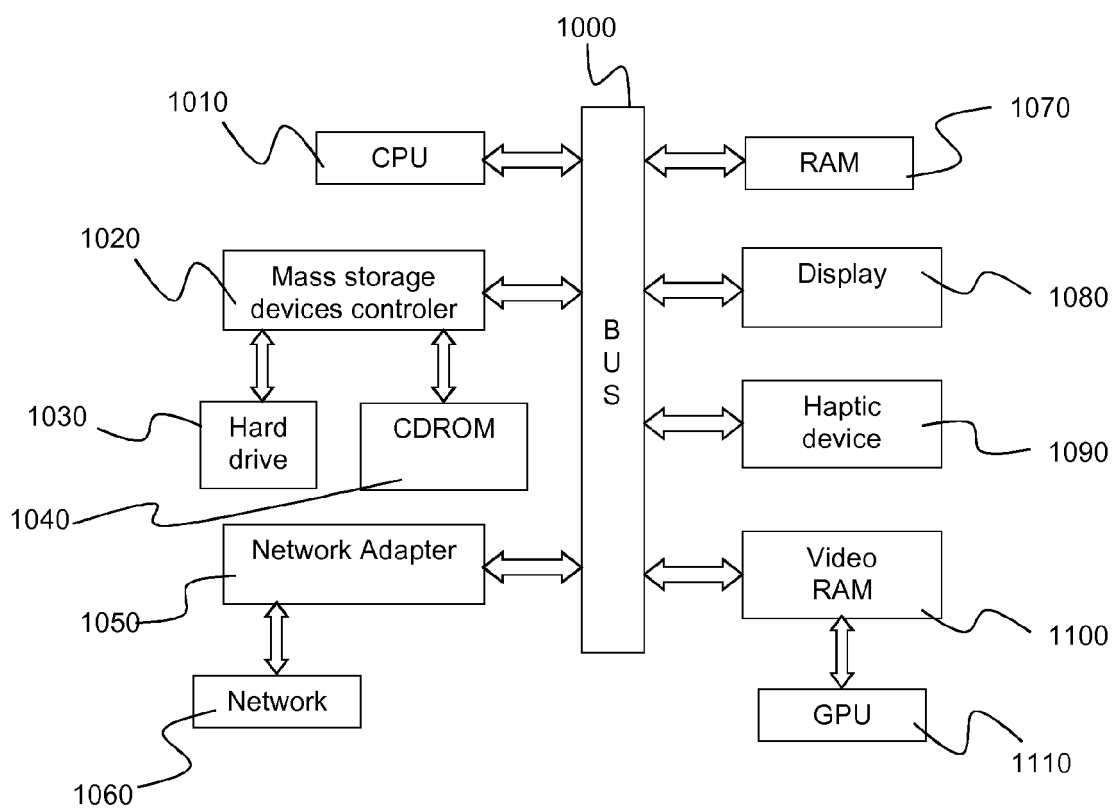 1000
1010
CPU
RAM
1070
1020
Mass storage
devices controler
Display
1080
B
U
S
1030
Hard
drive
CDROM
Haptic
device
1090
1040
Network Adapter
Video
RAM
1050
1100
Network
GPU
1060
1110